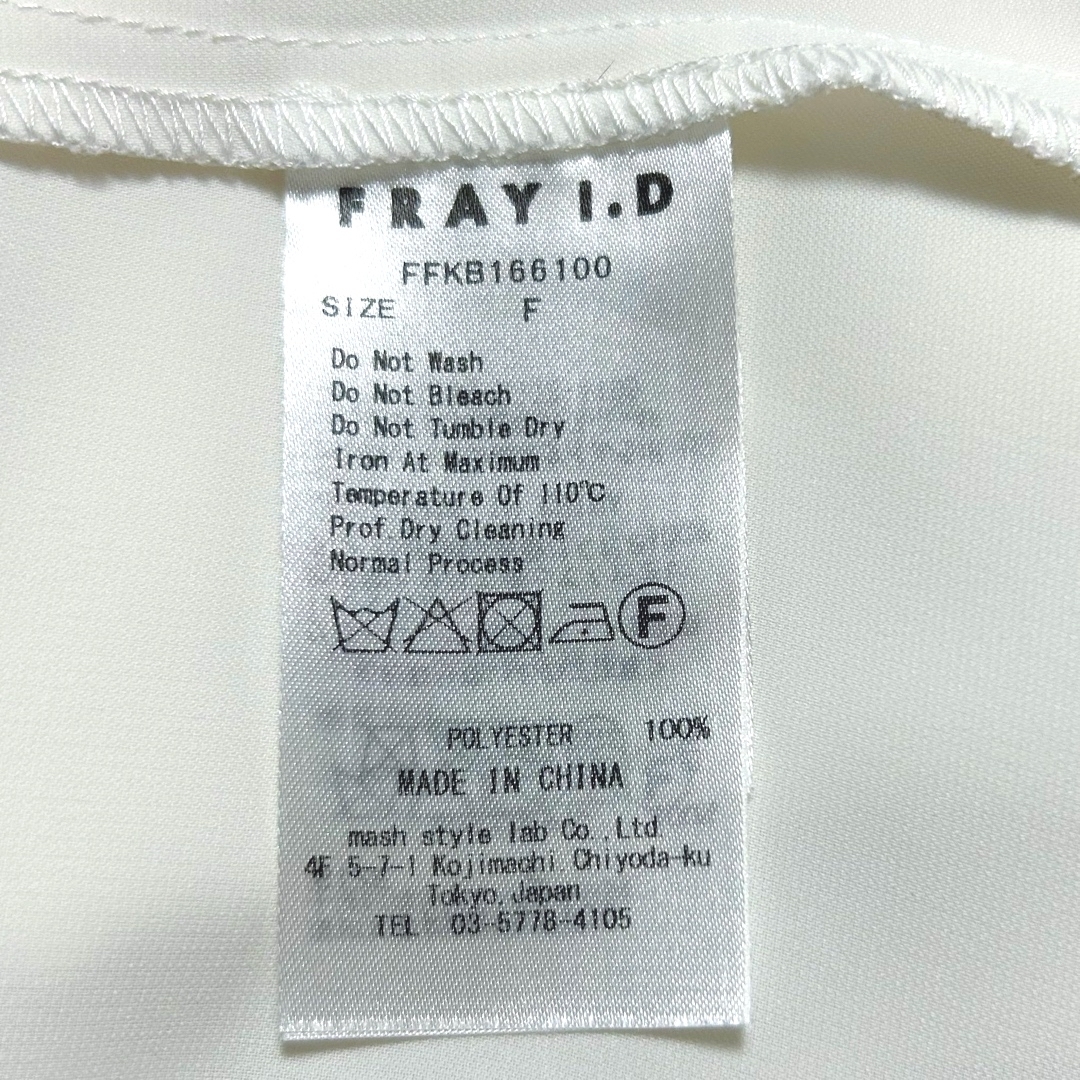 FRAY I.D
FFKB166100
SIZE F
Do Not Wash
Do Not Bleach
Do Not Tumble Dry
Iron At Maximum
Temperature Of 110℃
Prof Dry Cleaning
Normal Process
F
POLYESTER 100%
MADE IN CHINA
mash style lab Co.,Ltd.
4F 5-7-1 Kojimachi.Chiyoda-ku
Tokyo,Japan
TEL 03-5778-4105